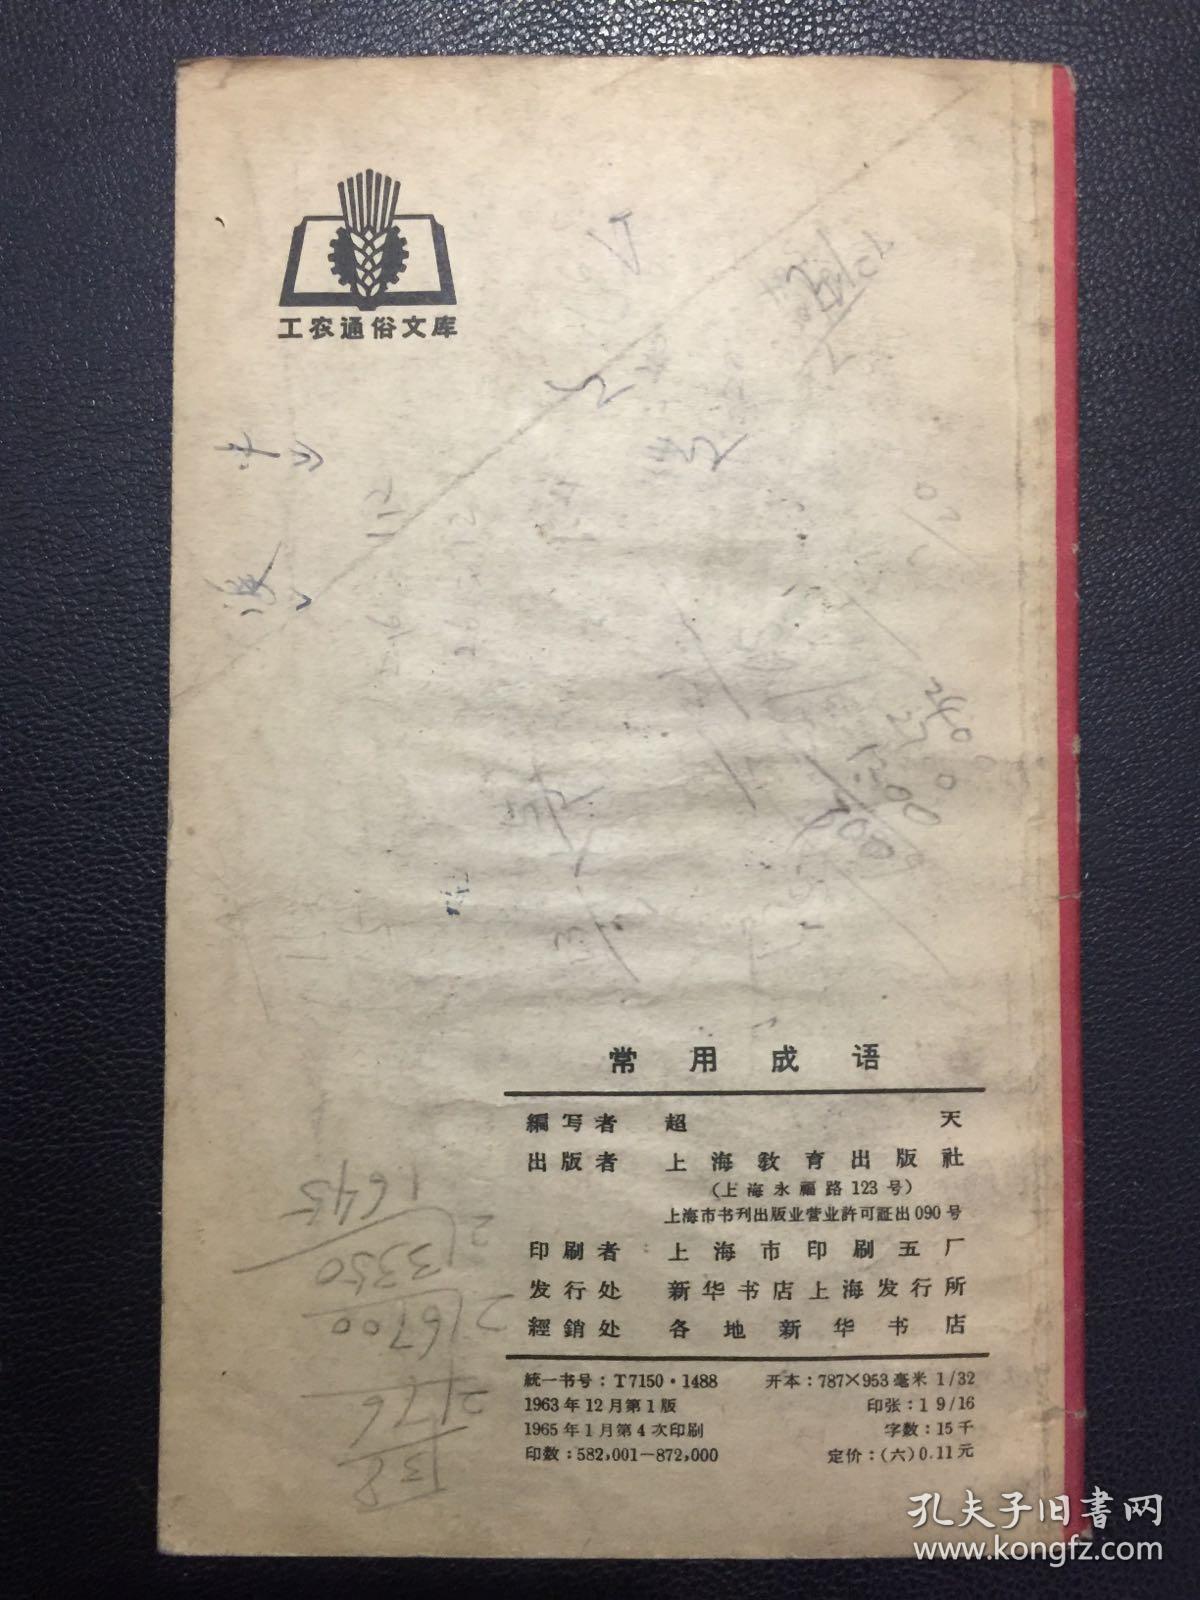 工农通俗文库
常用成语
編写者 超天
出版者 上海教育出版社
(上海永福路123号)
上海市书刊出版业营业許可証出090号
印刷者 上海市印刷五厂
发行处 新华书店上海发行所
經銷处 各地新华书店
統一书号:T7150·1488 开本:787×953毫米 1/32
1963年12月第1版 印张:1 9/16
1965年1月第4次印刷 字数:15千
印数:582,001—872,000 定价:(六)0.11元
1645
2 3350
2 6700
2 76
38
孔夫子旧书网
www.kongfz.com